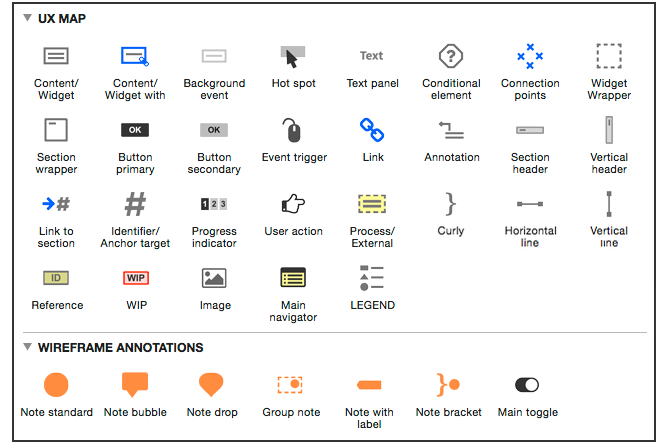 UX MAP
Text
?
Content/ Content/ Background Hot spot Text panel Conditional Connection Widget
Widget Widget with event element points Wrapper
OK OK
Section Button Button Event trigger Link Annotation Section Vertical
wrapper primary secondary header header
# # 1 2 3 }
Link to Identifier/ Progress User action Process/ Curly Horizontal Vertical
section Anchor target indicator External line line
ID WIP
Reference WIP Image Main LEGEND
navigator
WIREFRAME ANNOTATIONS
}
Note standard Note bubble Note drop Group note Note with Note bracket Main toggle
label